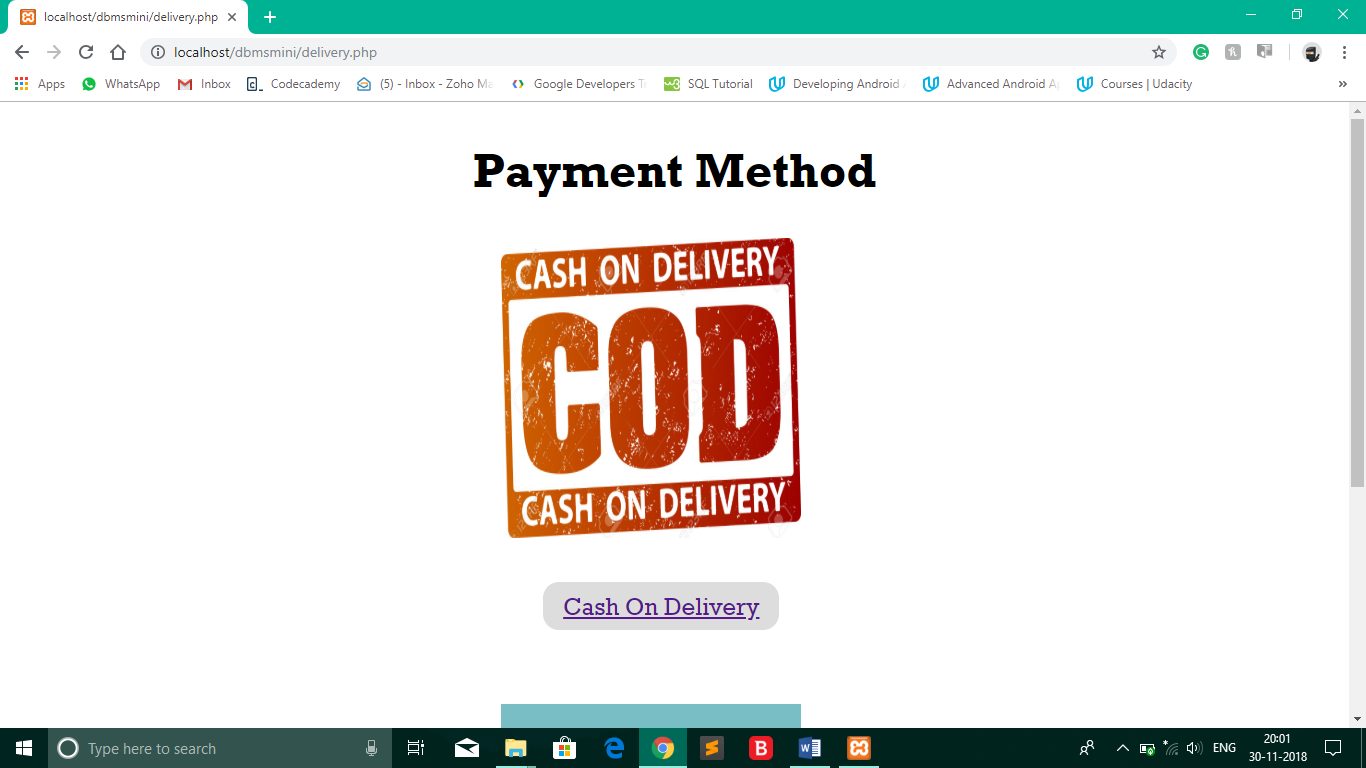 localhost/dbmsmini/delivery.php
localhost/dbmsmini/delivery.php
Apps WhatsApp Inbox Codecademy (5) - Inbox - Zoho Ma Google Developers T SQL Tutorial Developing Android Advanced Android Ap Courses | Udacity »
Payment Method
CASH ON DELIVERY
COD
CASH ON DELIVERY
Cash On Delivery
Type here to search
ENG
20:01
30-11-2018